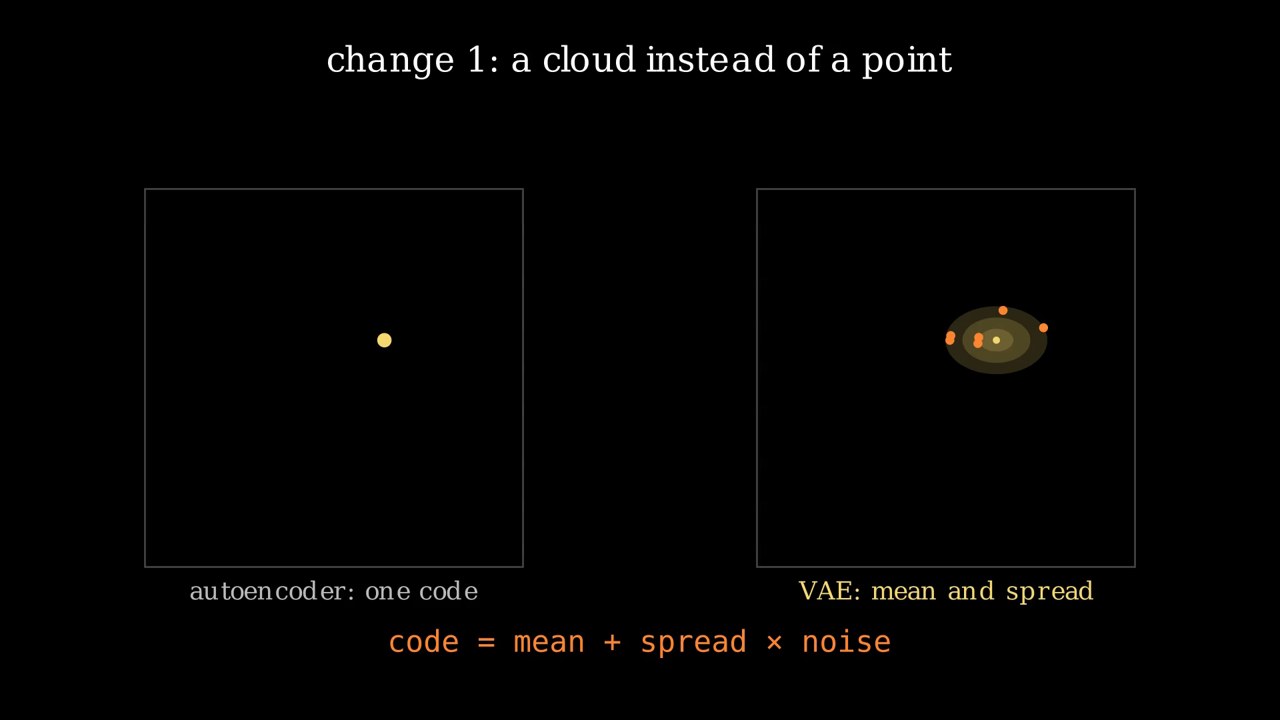 change 1: a cloud instead of a point
autoencoder: one code
VAE: mean and spread
code = mean + spread × noise